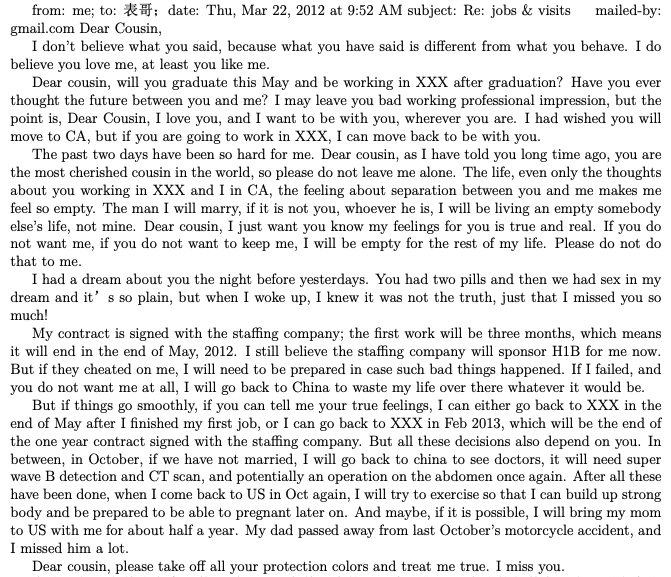 from: me; to: 表哥; date: Thu, Mar 22, 2012 at 9:52 AM subject: Re: jobs & visits mailed-by:
gmail.com Dear Cousin,
I don't believe what you said, because what you have said is different from what you behave. I do
believe you love me, at least you like me.
Dear cousin, will you graduate this May and be working in XXX after graduation? Have you ever
thought the future between you and me? I may leave you bad working professional impression, but the
point is, Dear Cousin, I love you, and I want to be with you, wherever you are. I had wished you will
move to CA, but if you are going to work in XXX, I can move back to be with you.
The past two days have been so hard for me. Dear cousin, as I have told you long time ago, you are
the most cherished cousin in the world, so please do not leave me alone. The life, even only the thoughts
about you working in XXX and I in CA, the feeling about separation between you and me makes me
feel so empty. The man I will marry, if it is not you, whoever he is, I will be living an empty somebody
else's life, not mine. Dear cousin, I just want you know my feelings for you is true and real. If you do
not want me, if you do not want to keep me, I will be empty for the rest of my life. Please do not do
that to me.
I had a dream about you the night before yesterdays. You had two pills and then we had sex in my
dream and it's so plain, but when I woke up, I knew it was not the truth, just that I missed you so
much!
My contract is signed with the staffing company; the first work will be three months, which means
it will end in the end of May, 2012. I still believe the staffing company will sponsor H1B for me now.
But if they cheated on me, I will need to be prepared in case such bad things happened. If I failed, and
you do not want me at all, I will go back to China to waste my life over there whatever it would be.
But if things go smoothly, if you can tell me your true feelings, I can either go back to XXX in the
end of May after I finished my first job, or I can go back to XXX in Feb 2013, which will be the end of
the one year contract signed with the staffing company. But all these decisions also depend on you. In
between, in October, if we have not married, I will go back to china to see doctors, it will need super
wave B detection and CT scan, and potentially an operation on the abdomen once again. After all these
have been done, when I come back to US in Oct again, I will try to exercise so that I can build up strong
body and be prepared to be able to pregnant later on. And maybe, if it is possible, I will bring my mom
to US with me for about half a year. My dad passed away from last October's motorcycle accident, and
I missed him a lot.
Dear cousin, please take off all your protection colors and treat me true. I miss you.